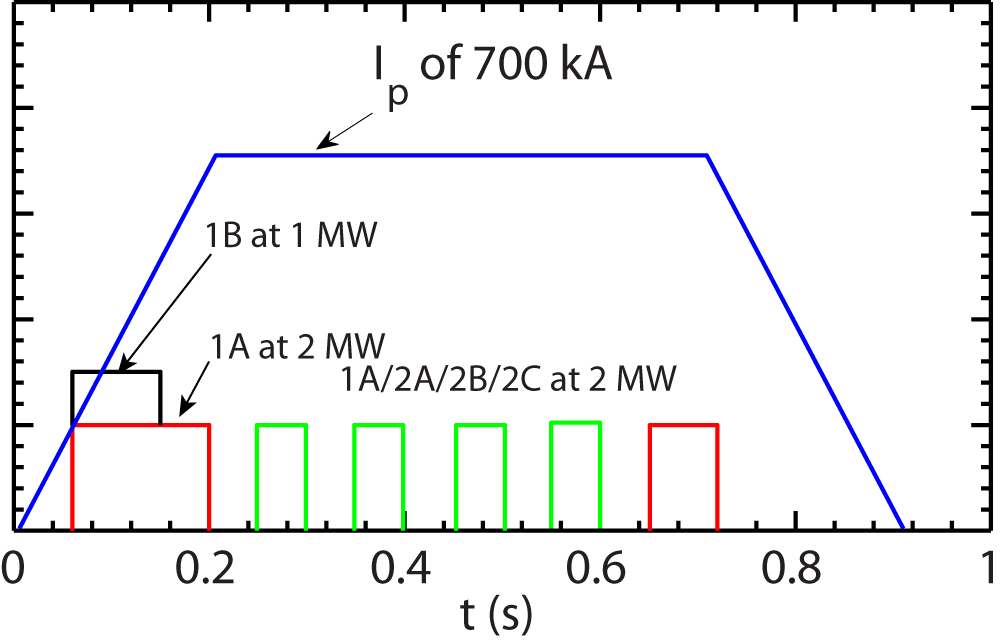 Ip of 700 kA
1B at 1 MW
1A at 2 MW
1A/2A/2B/2C at 2 MW
0 0.2 0.4 0.6 0.8 1
t (s)